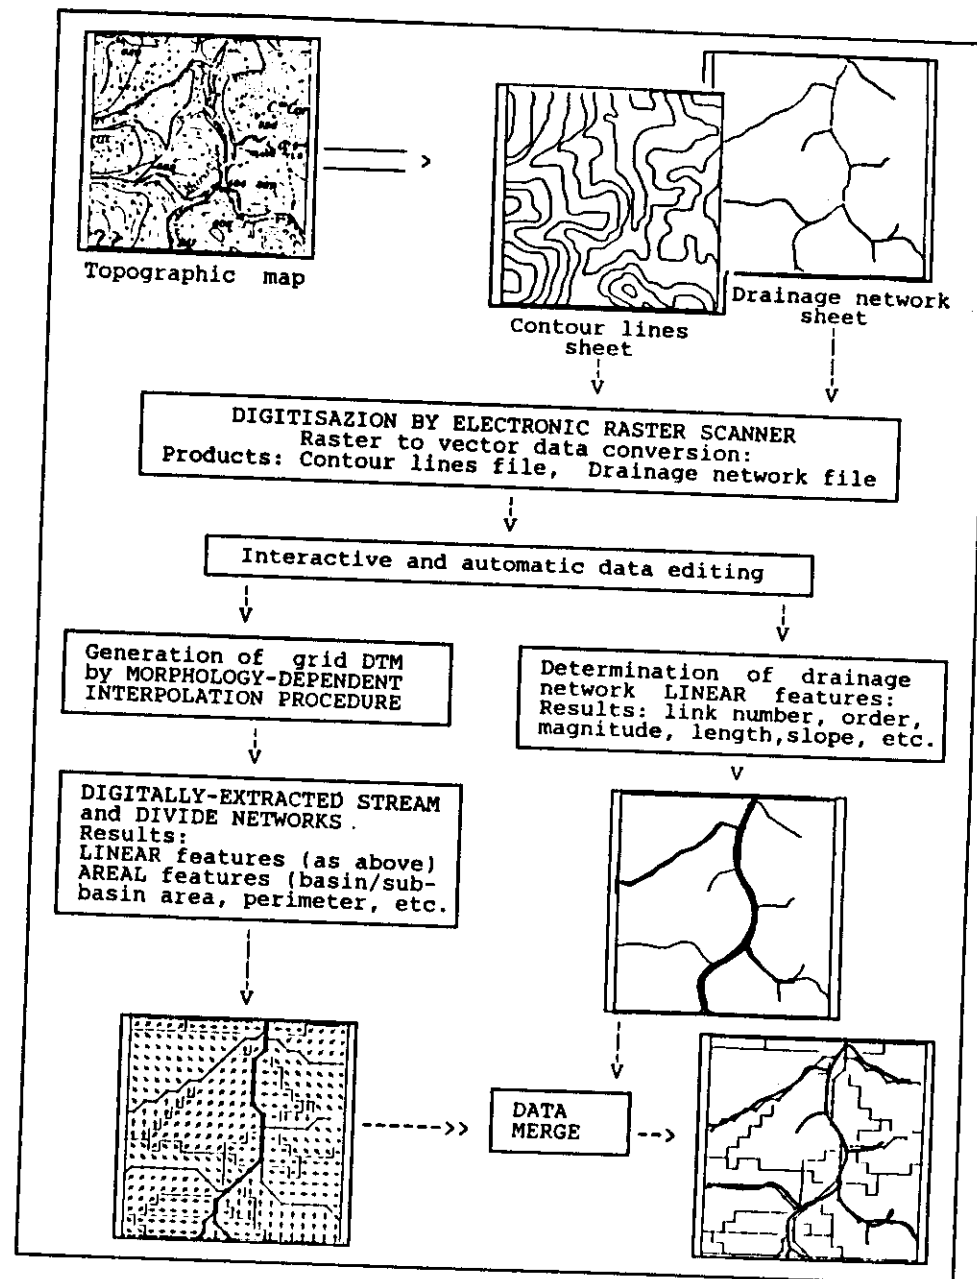 Topographic map
Contour lines
sheet
Drainage network
sheet
DIGITISAZION BY ELECTRONIC RASTER SCANNER
Raster to vector data conversion:
Products: Contour lines file, Drainage network file
Interactive and automatic data editing
Generation of grid DTM
by MORPHOLOGY-DEPENDENT
INTERPOLATION PROCEDURE
Determination of drainage
network LINEAR features:
Results: link number, order,
magnitude, length,slope, etc.
DIGITALLY-EXTRACTED STREAM
and DIVIDE NETWORKS.
Results:
LINEAR features (as above)
AREAL features (basin/sub-
basin area, perimeter, etc.
DATA
MERGE